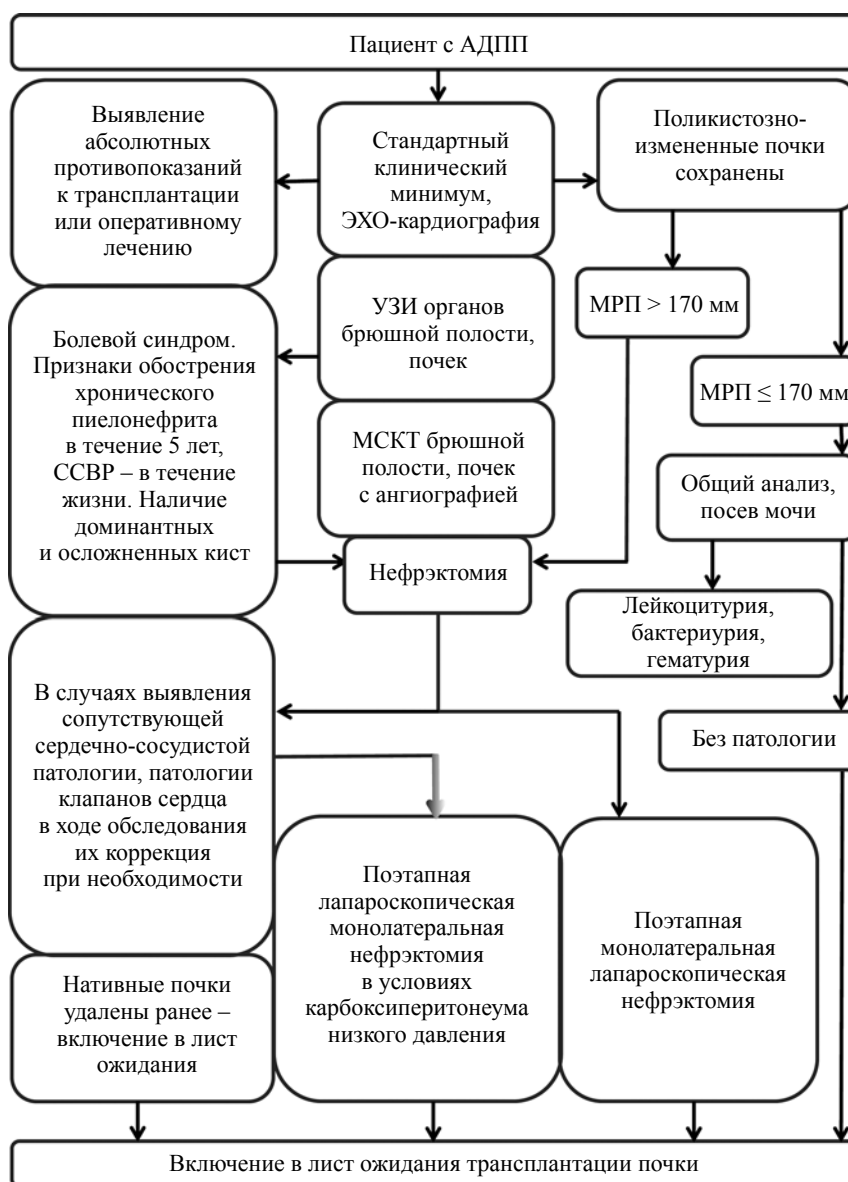 Пациент с АДПП
Выявление
абсолютных
противопоказаний
к трансплантации
или оперативному
лечению
Стандартный
клинический
минимум,
ЭХО-кардиография
Поликистозно-
измененные почки
сохранены
УЗИ органов
брюшной полости,
почек
МРП > 170 мм
Болевой синдром.
Признаки обострения
хронического
пиелонефрита
в течение 5 лет,
ССВР – в течение
жизни. Наличие
доминантных
и осложненных кист
МРП ≤ 170 мм
МСКТ брюшной
полости, почек
с ангиографией
Общий анализ,
посев мочи
Нефрэктомия
Лейкоцитурия,
бактериурия,
гематурия
В случаях выявления
сопутствующей
сердечно-сосудистой
патологии, патологии
клапанов сердца
в ходе обследования
их коррекция
при необходимости
Без патологии
Поэтапная
лапароскопическая
монолатеральная
нефрэктомия
в условиях
карбоксиперитонеума
низкого давления
Поэтапная
монолатеральная
лапароскопическая
нефрэктомия
Нативные почки
удалены ранее –
включение в лист
ожидания
Включение в лист ожидания трансплантации почки